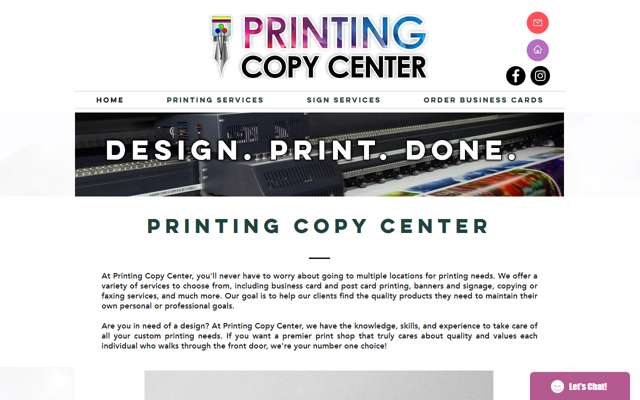 PRINTING
COPY CENTER
HOME
PRINTING SERVICES
SIGN SERVICES
ORDER BUSINESS CARDS
DESIGN. PRINT. DONE.
PRINTING COPY CENTER
At Printing Copy Center, you'll never have to worry about going to multiple locations for printing needs. We offer a
variety of services to choose from, including business card and post card printing, banners and signage, copying or
faxing services, and much more. Our goal is to help our clients find the quality products they need to maintain their
own personal or professional goals.
Are you in need of a design? At Printing Copy Center, we have the knowledge, skills, and experience to take care of
all your custom printing needs. If you want a premier print shop that truly cares about quality and values each
individual who walks through the front door, we're your number one choice!
Let's Chat!